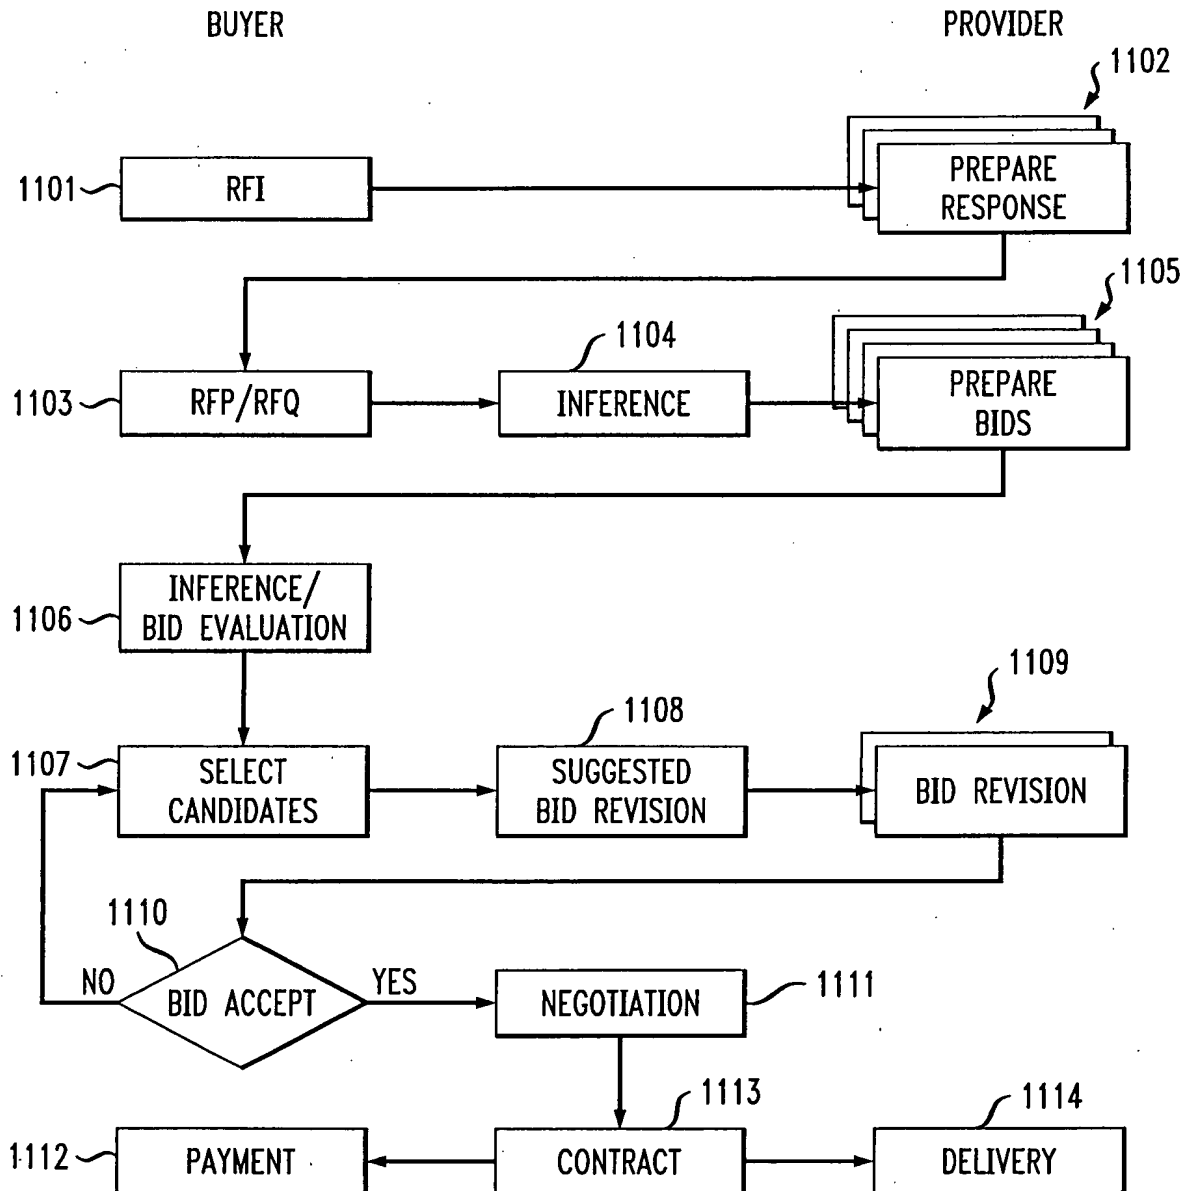 BUYER
PROVIDER
1102
1101
RFI
PREPARE
RESPONSE
1105
1104
1103
RFP/RFQ
INFERENCE
PREPARE
BIDS
1106
INFERENCE/
BID EVALUATION
1109
1108
1107
SELECT
CANDIDATES
SUGGESTED
BID REVISION
BID REVISION
1110
NO
BID ACCEPT
YES
NEGOTIATION
1111
1113
1114
1112
PAYMENT
CONTRACT
DELIVERY